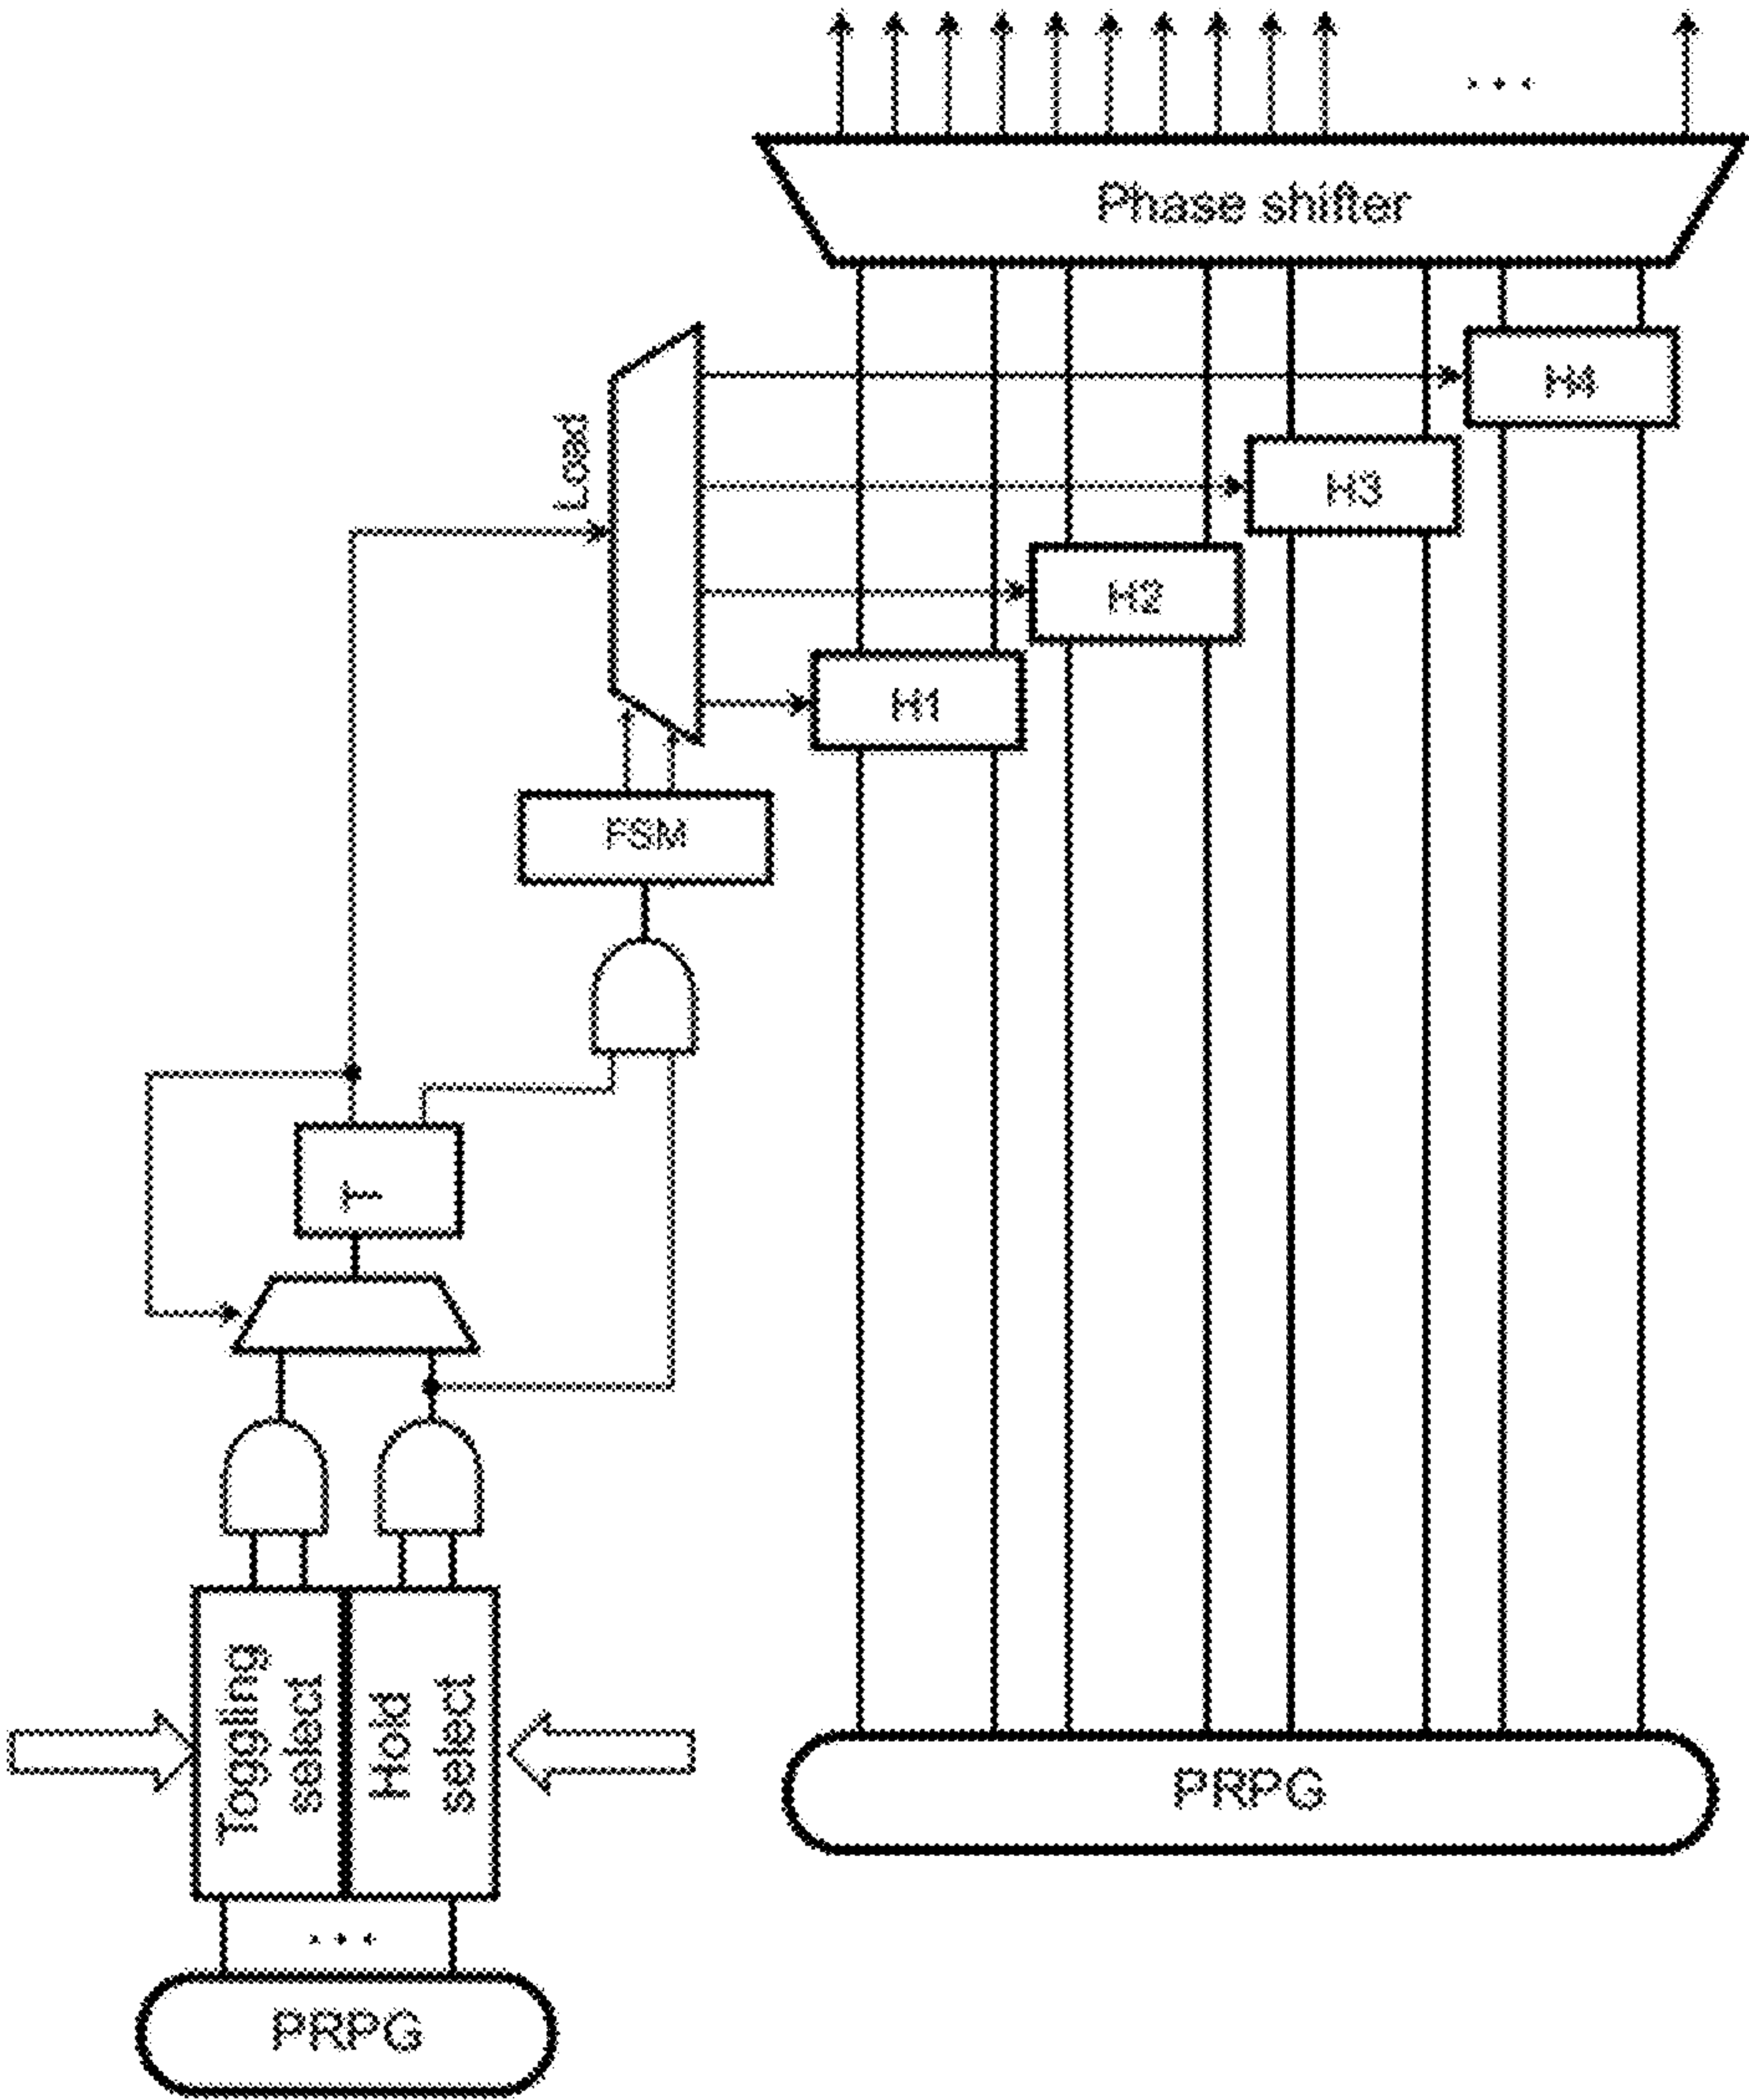 Phase shifter
Load
H4
H3
H2
H1
FSM
T
Toggling
select
Hold
select
PRPG
PRPG